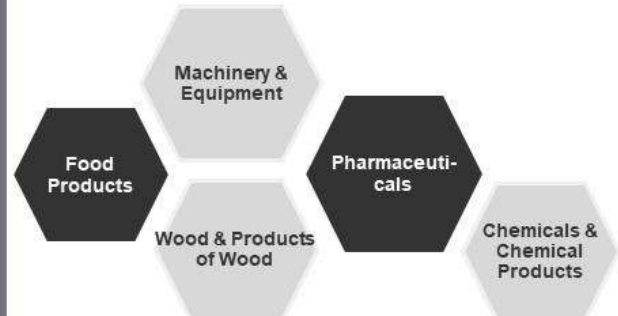 Machinery &
Equipment
Food
Products
Pharmaceuti-
cals
Wood & Products
of Wood
Chemicals &
Chemical
Products